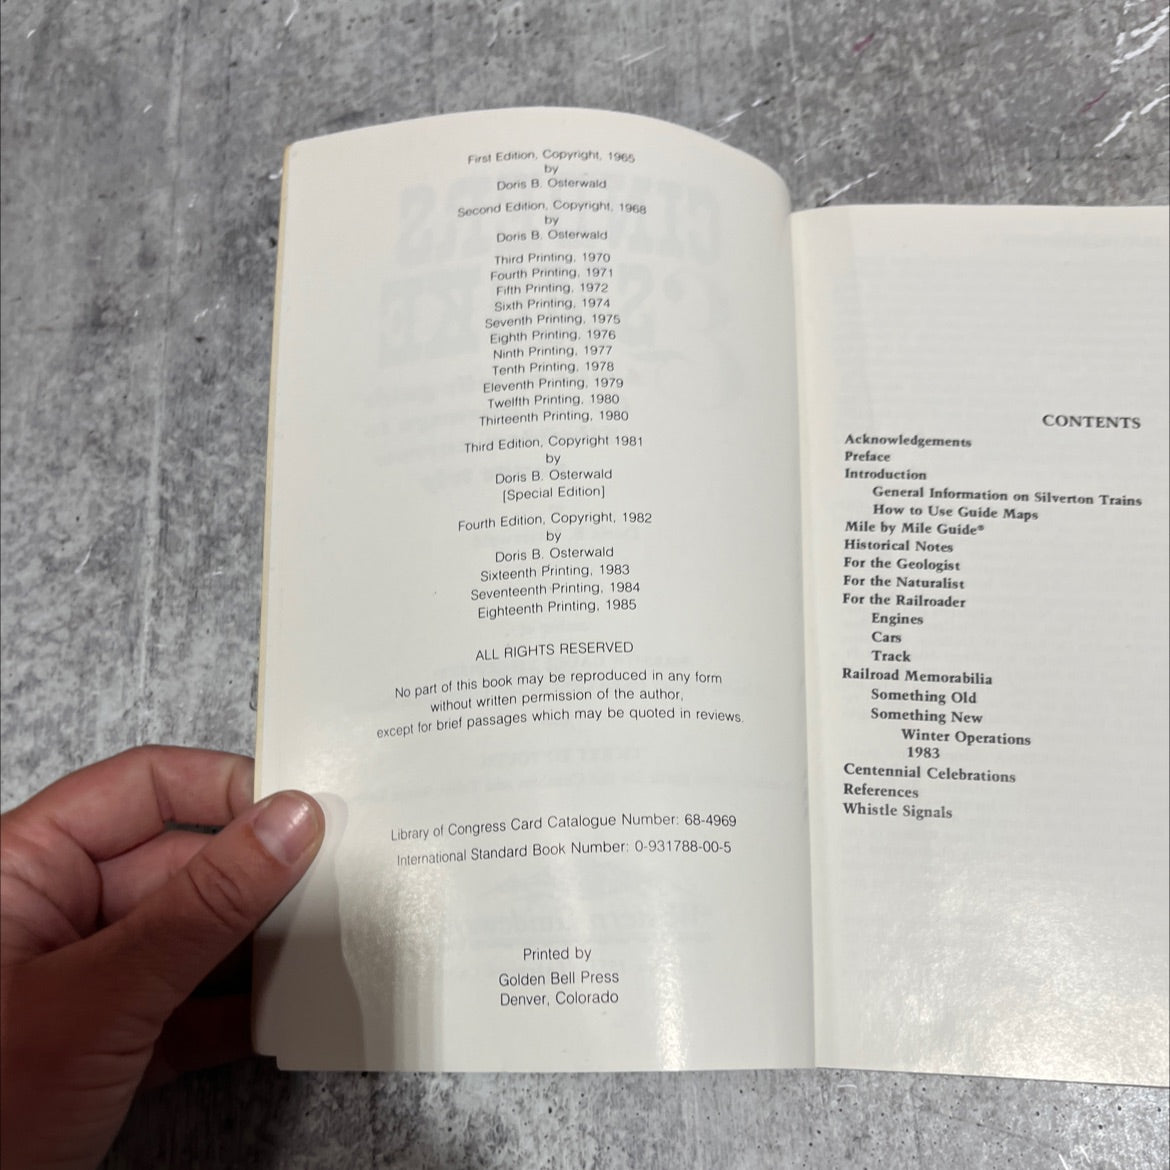 First Edition, Copyright, 1965
by
Doris B. Osterwald
Second Edition, Copyright, 1968
by
Doris B. Osterwald
Third Printing, 1970
Fourth Printing, 1971
Fifth Printing, 1972
Sixth Printing, 1974
Seventh Printing, 1975
Eighth Printing, 1976
Ninth Printing, 1977
Tenth Printing, 1978
Eleventh Printing, 1979
Twelfth Printing, 1980
Thirteenth Printing, 1980
Third Edition, Copyright 1981
by
Doris B. Osterwald
[Special Edition]
Fourth Edition, Copyright, 1982
by
Doris B. Osterwald
Sixteenth Printing, 1983
Seventeenth Printing, 1984
Eighteenth Printing, 1985
ALL RIGHTS RESERVED
No part of this book may be reproduced in any form
without written permission of the author,
except for brief passages which may be quoted in reviews.
Library of Congress Card Catalogue Number: 68-4969
International Standard Book Number: 0-931788-00-5
Printed by
Golden Bell Press
Denver, Colorado
CONTENTS
Acknowledgements
Preface
Introduction
General Information on Silverton Trains
How to Use Guide Maps
Mile by Mile Guide®
Historical Notes
For the Geologist
For the Naturalist
For the Railroader
Engines
Cars
Track
Railroad Memorabilia
Something Old
Something New
Winter Operations
1983
Centennial Celebrations
References
Whistle Signals